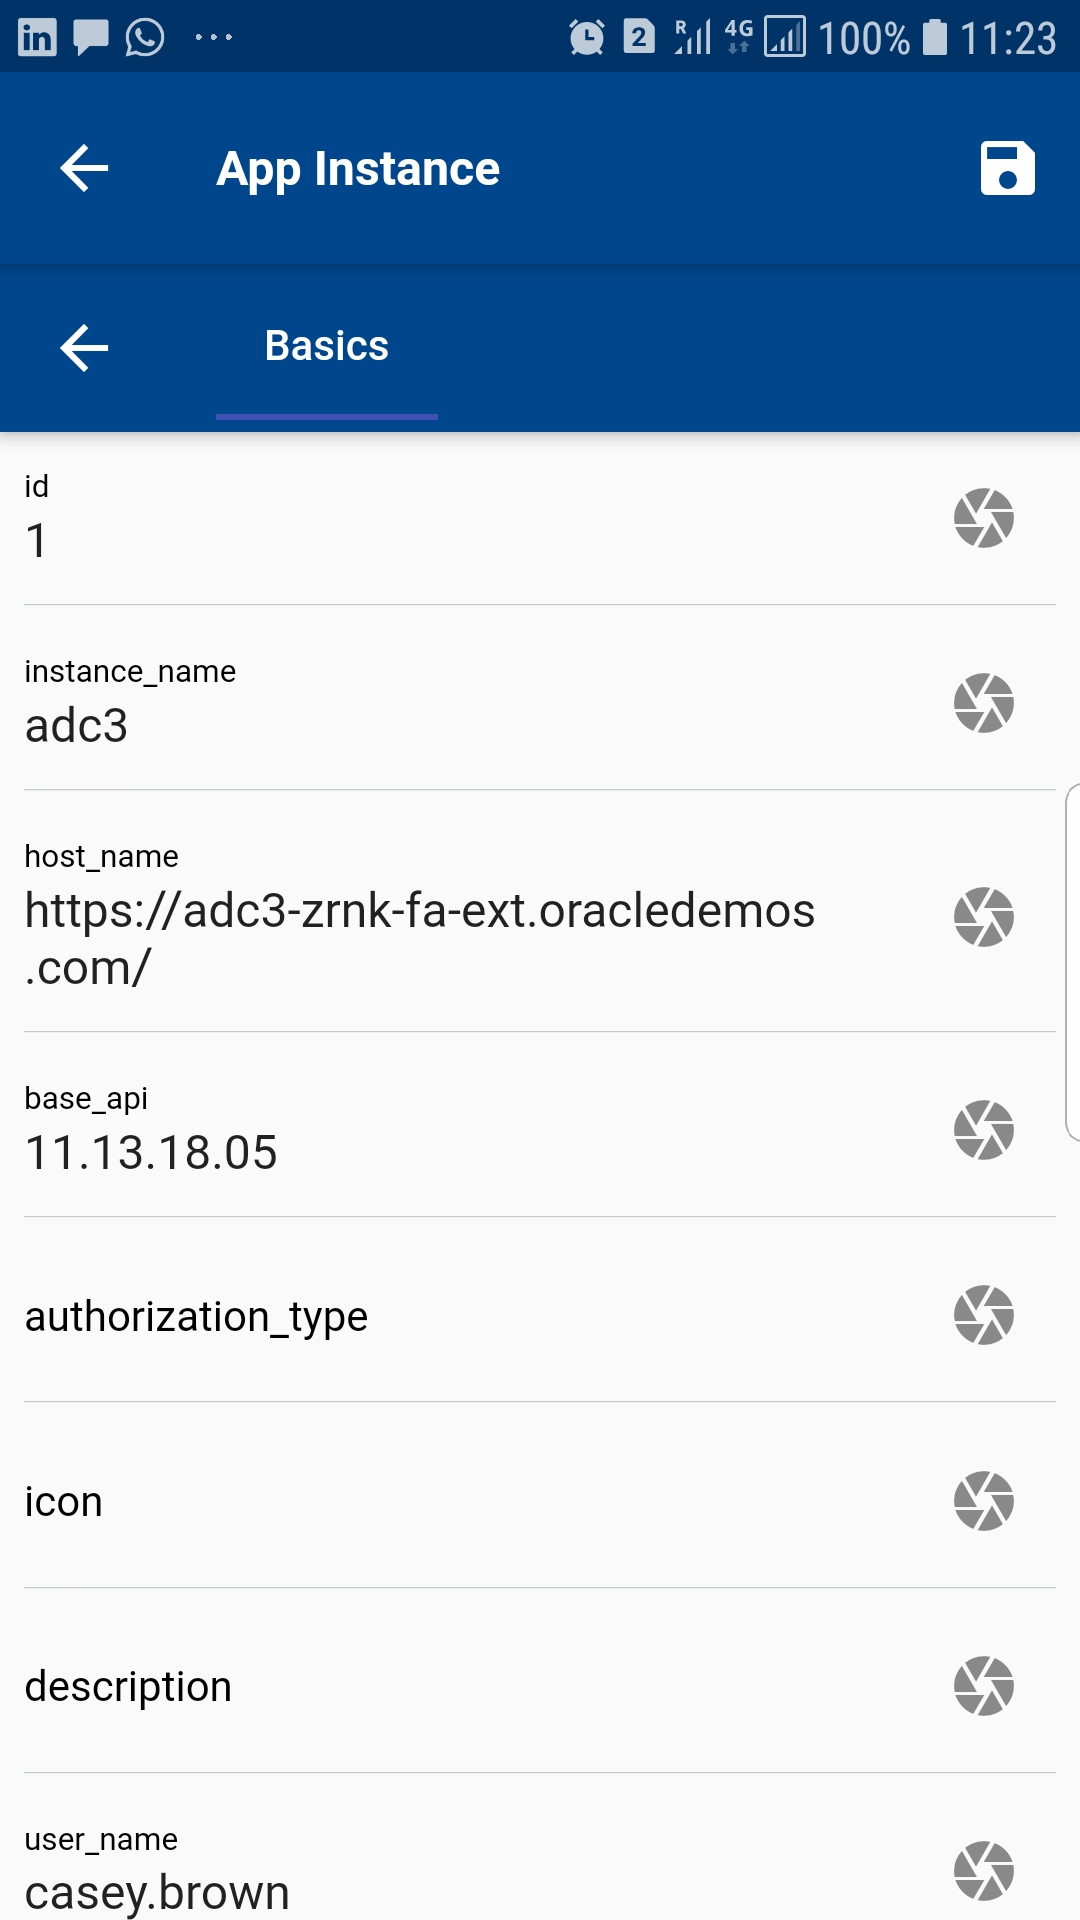 in 2 R 4G 100% 11:23
App Instance
Basics
id
1
instance_name
adc3
host_name
https://adc3-zrnk-fa-ext.oracledemos
.com/
base_api
11.13.18.05
authorization_type
icon
description
user_name
casey.brown